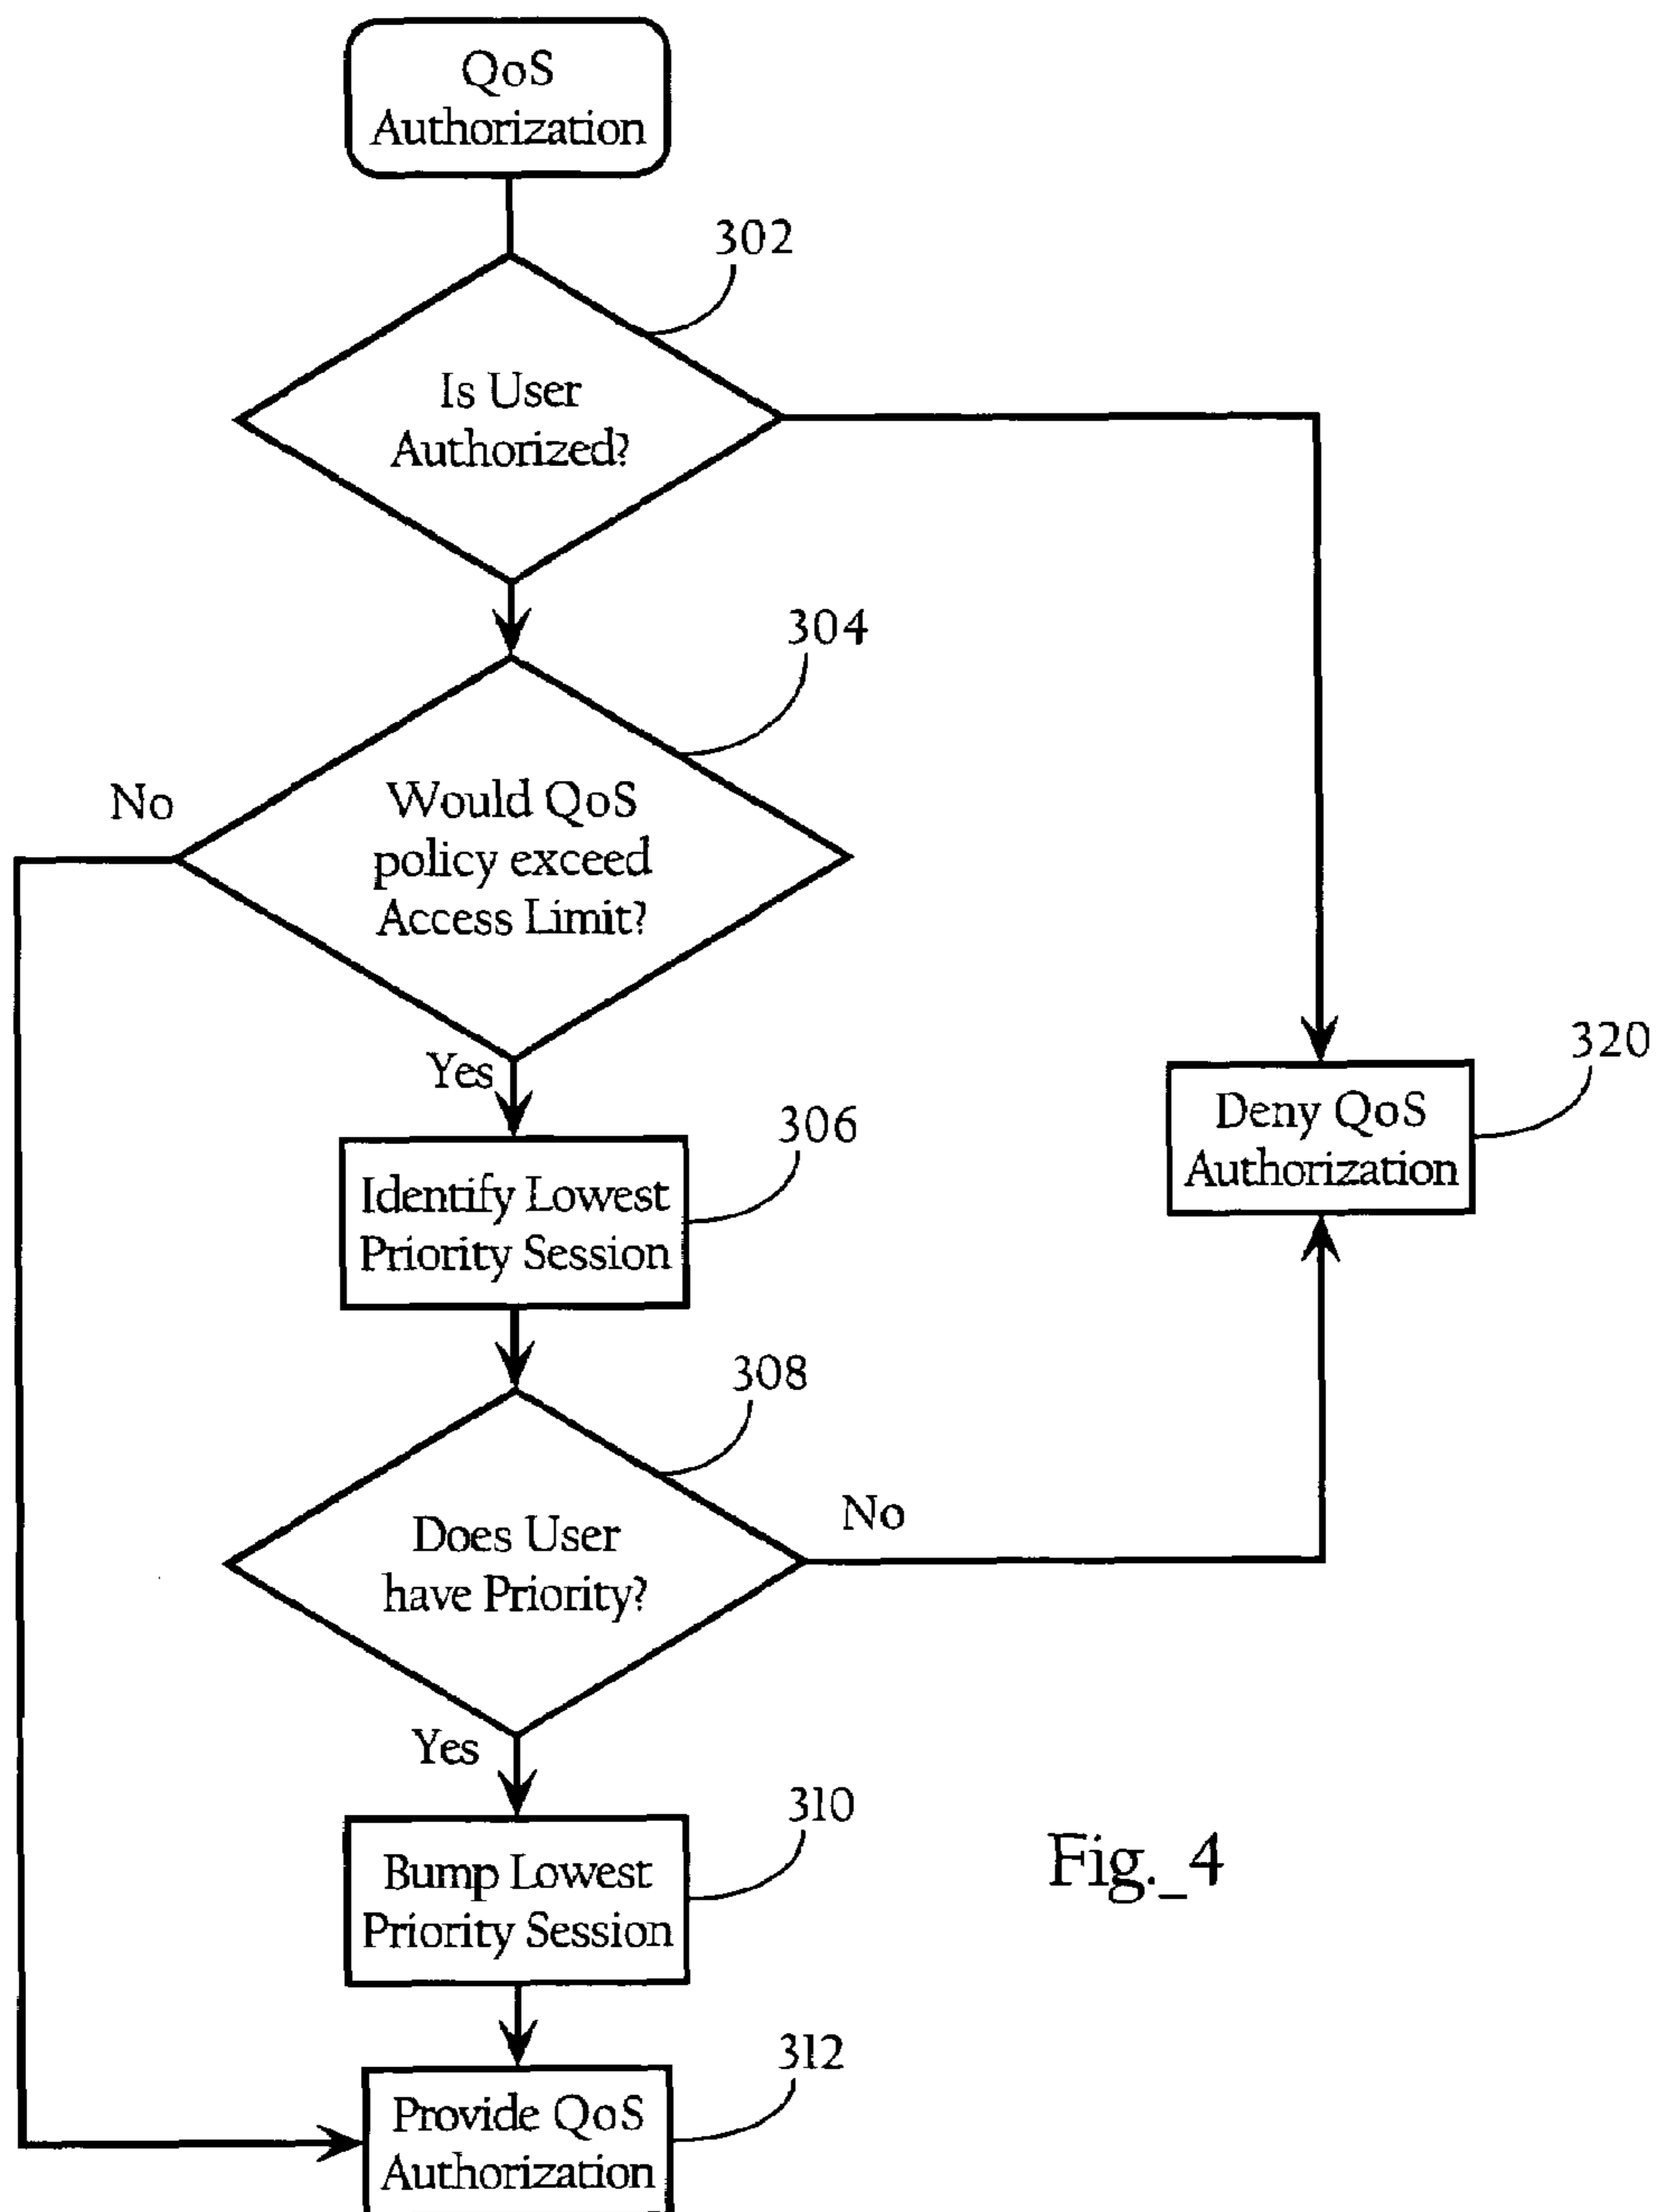 QoS
Authorization
302
Is User
Authorized?
304
No
Would QoS
policy exceed
Access Limit?
Yes
320
Deny QoS
Authorization
306
Identify Lowest
Priority Session
308
No
Does User
have Priority?
Yes
310
Bump Lowest
Priority Session
Fig._4
312
Provide QoS
Authorization